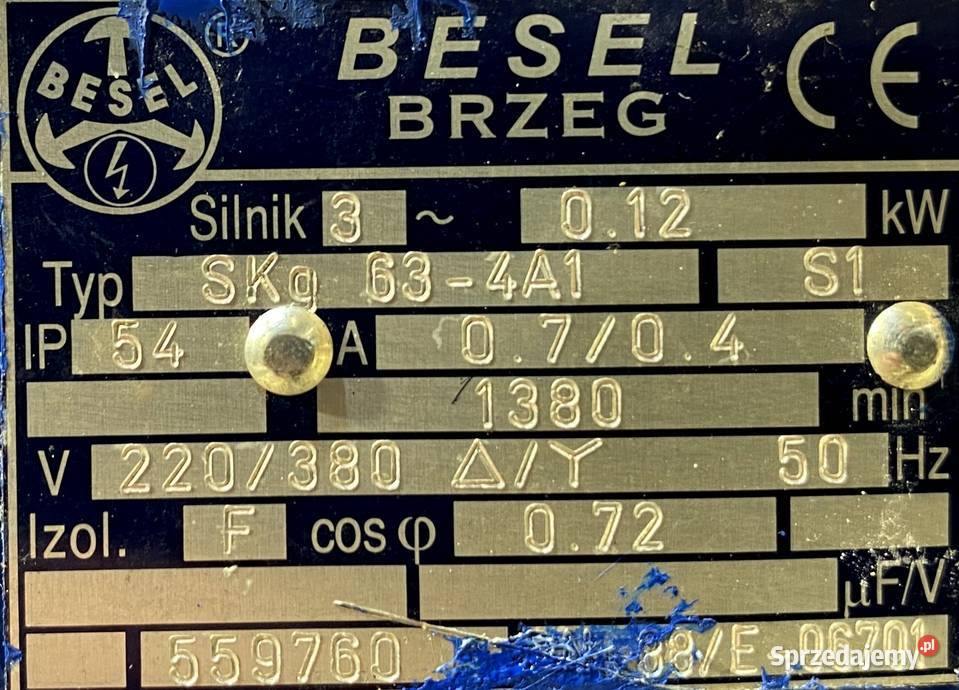 BESEL
®
BESEL
BRZEG
CE
Silnik 3 ~ 0.12 kW
Typ SKg 63-4A1 S1
IP 54 A 0.7/0.4
1380 min
V 220/380 Δ/Y 50 Hz
Izol. F cos φ 0.72
µF/V
559760 88/E-06701
Sprzedajemy.pl